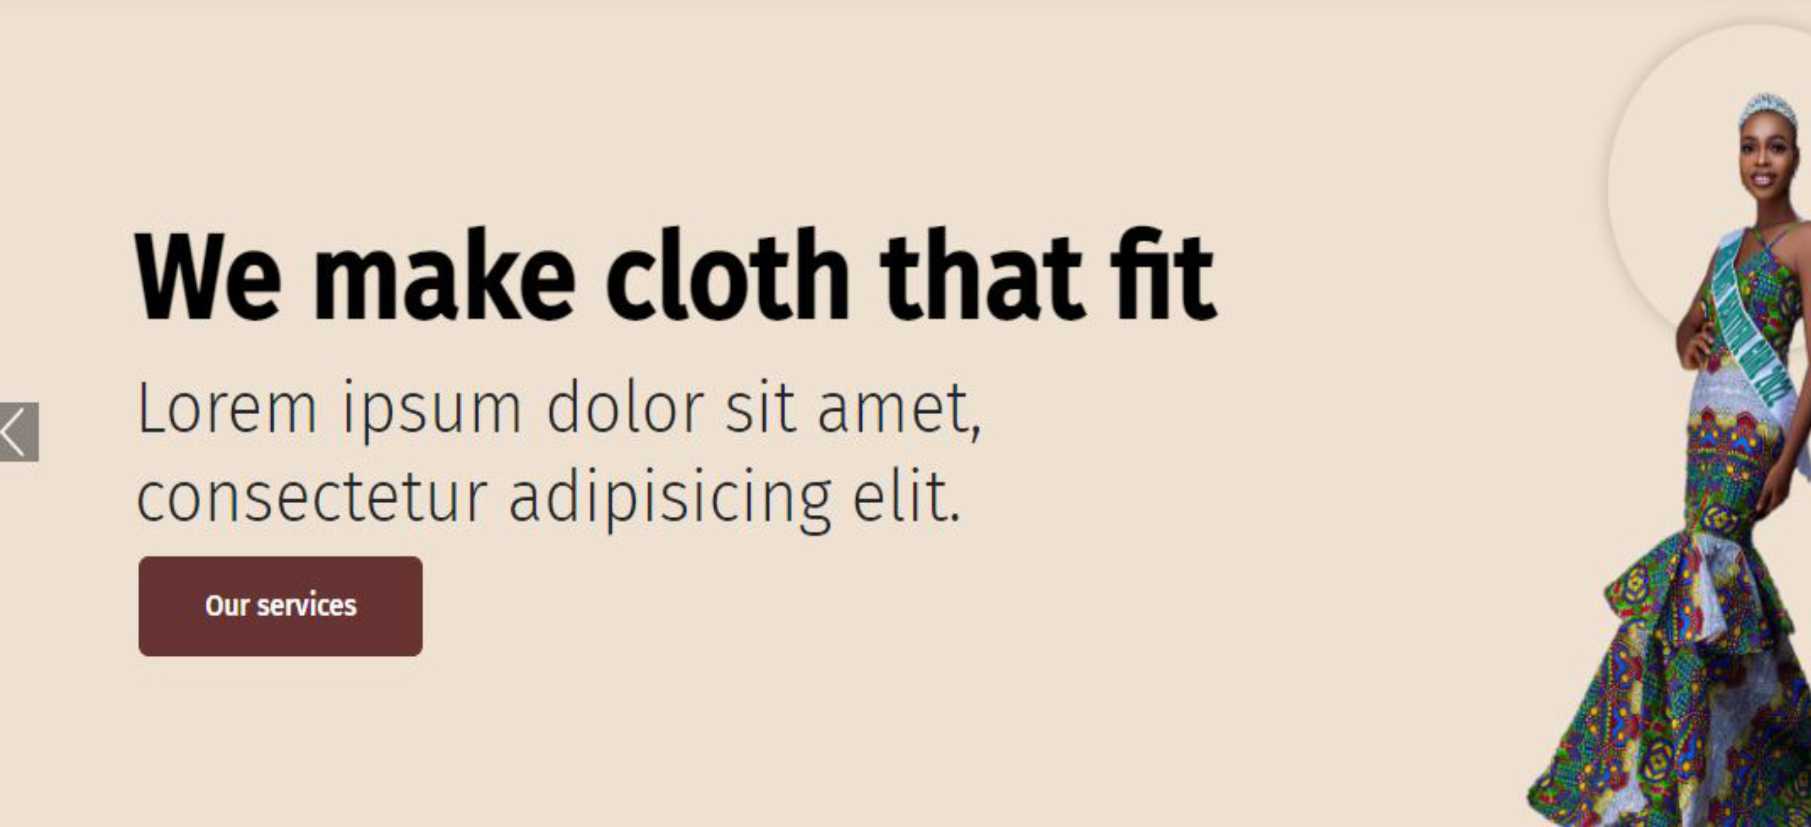 We make cloth that fit
Lorem ipsum dolor sit amet,
consectetur adipisicing elit.
Our services